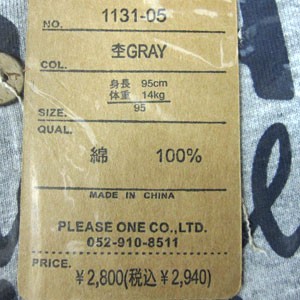 NO. 1131-05
COL. 杢GRAY
身長 95cm
体重 14kg
SIZE. 95
QUAL.
綿 100%
MADE IN CHINA
PLEASE ONE CO.,LTD.
052-910-8511
PRICE.
¥2,800(税込¥2,940)